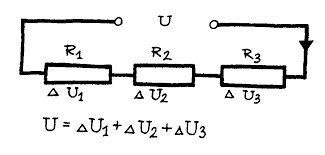 U
R₁ R₂ R₃
△ U₁ △ U₂ △ U₃
U = △U₁ + △U₂ + △U₃